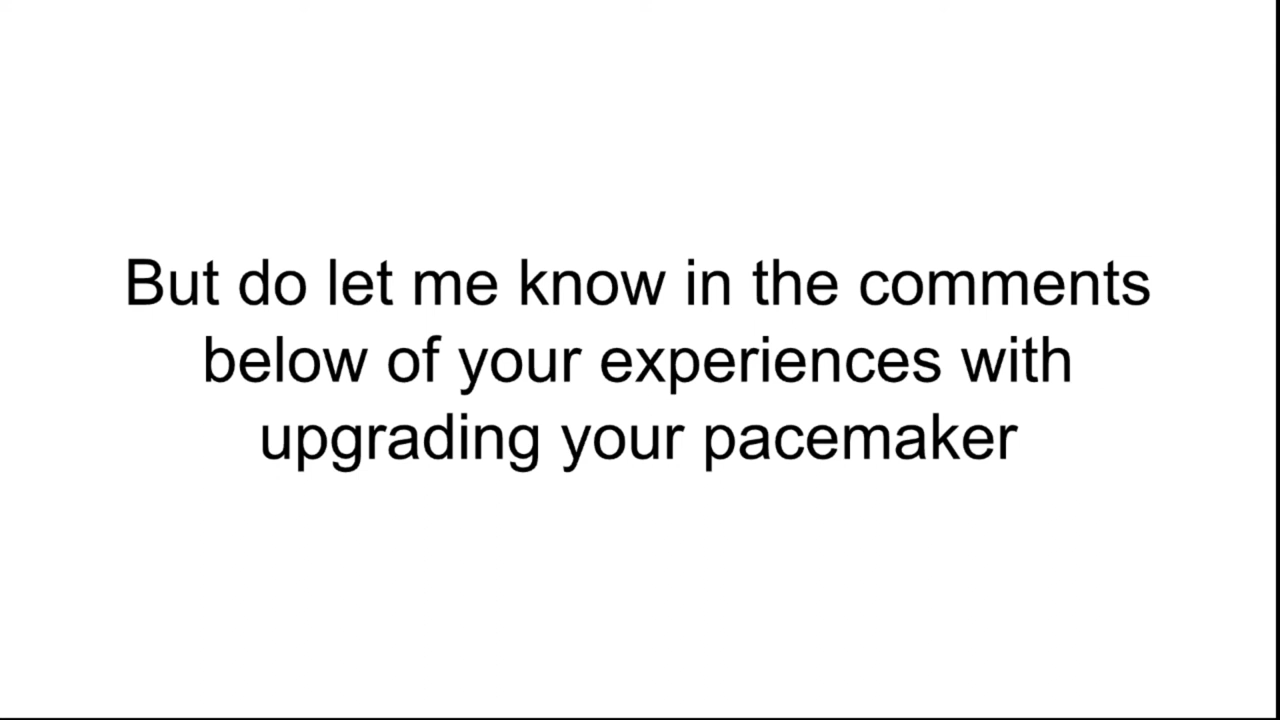 But do let me know in the comments
below of your experiences with
upgrading your pacemaker